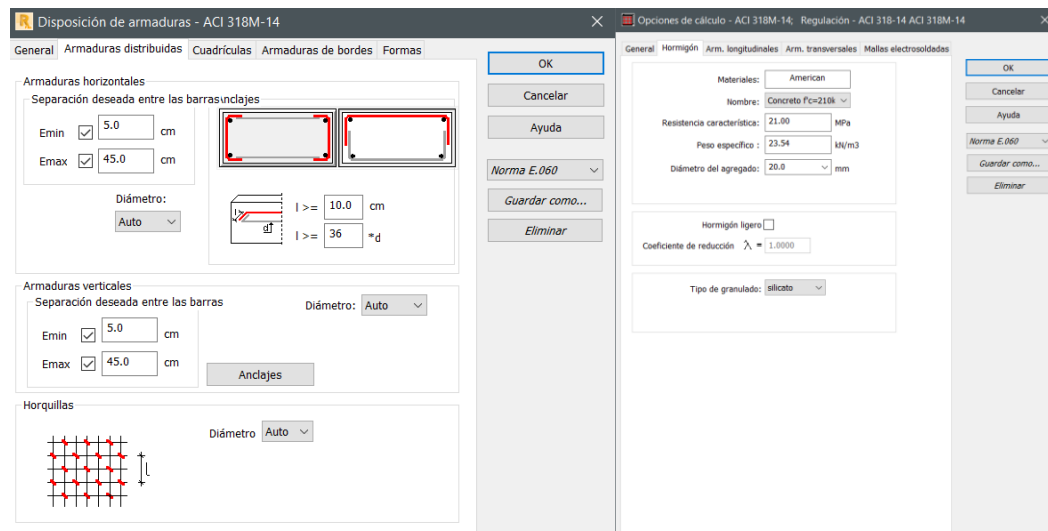 Disposición de armaduras - ACI 318M-14
General Armaduras distribuidas Cuadrículas Armaduras de bordes Formas
Armaduras horizontales
Separación deseada entre las barras nclajes
Emin 5.0 cm
Emax 45.0 cm
Diámetro:
Auto
l >= 10.0 cm
d
l >= 36 *d
Armaduras verticales
Separación deseada entre las barras
Diámetro: Auto
Emin 5.0 cm
Emax 45.0 cm
Anclajes
Horquillas
Diámetro Auto
l
OK
Cancelar
Ayuda
Norma E.060
Guardar como...
Eliminar
Opciones de cálculo - ACI 318M-14; Regulación - ACI 318-14 ACI 318M-14
General Hormigón Arm. longitudinales Arm. transversales Mallas electrosoldadas
Materiales: American
Nombre: Concreto f'c=210k
Resistencia característica: 21.00 MPa
Peso específico : 23.54 kN/m3
Diámetro del agregado: 20.0 mm
Hormigón ligero
Coeficiente de reducción λ = 1.0000
Tipo de granulado: silicato
OK
Cancelar
Ayuda
Norma E.060
Guardar como...
Eliminar